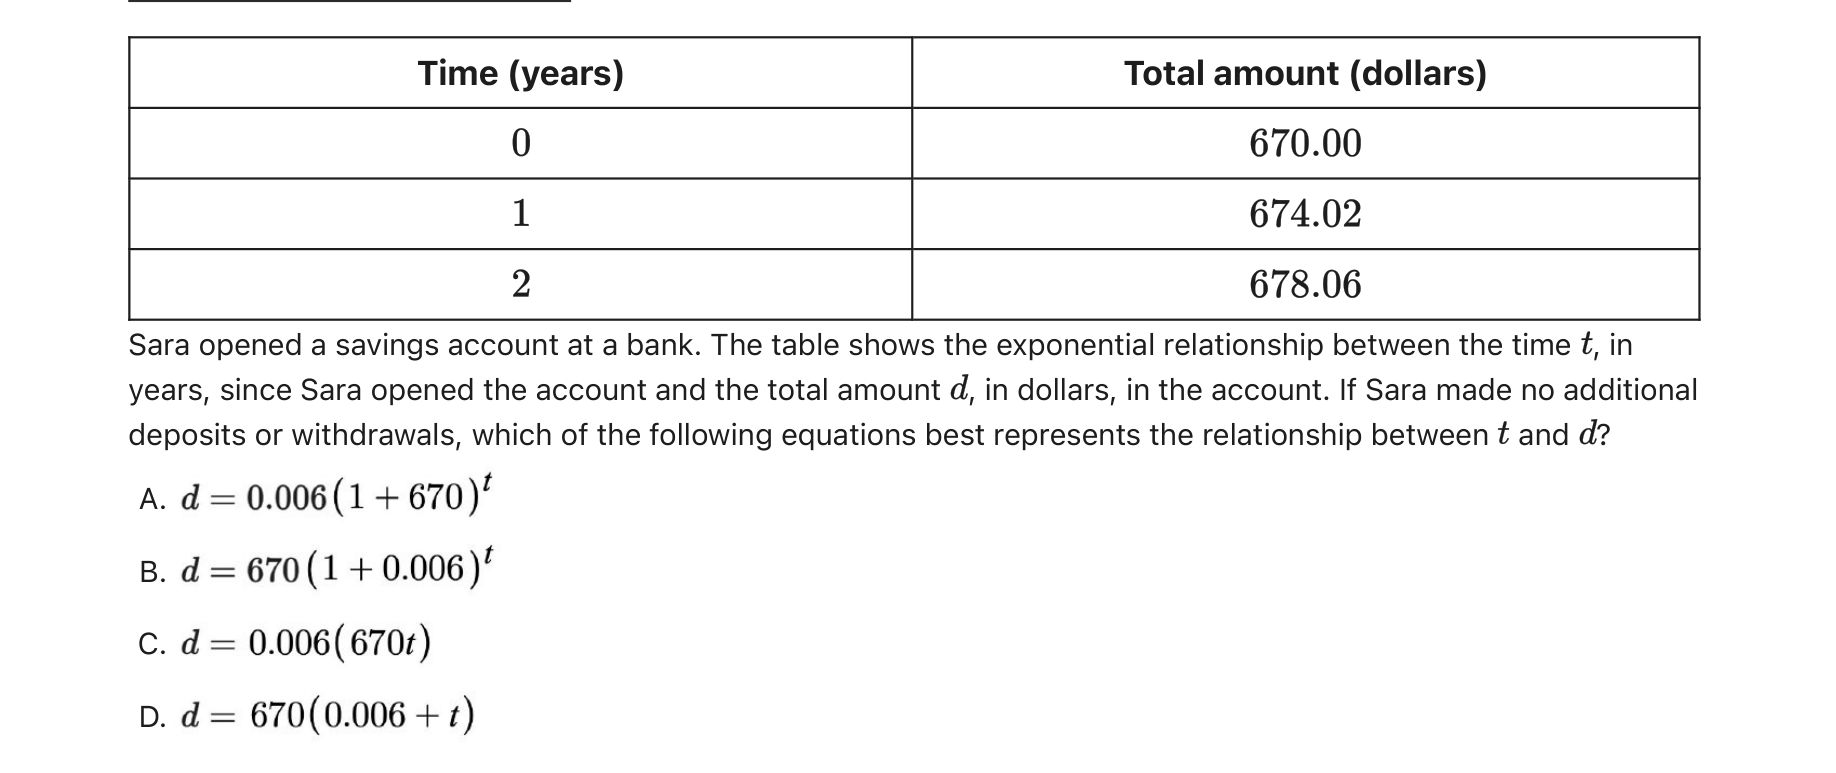 Time (years) Total amount (dollars)
0 670.00
1 674.02
2 678.06
Sara opened a savings account at a bank. The table shows the exponential relationship between the time t, in
years, since Sara opened the account and the total amount d, in dollars, in the account. If Sara made no additional
deposits or withdrawals, which of the following equations best represents the relationship between t and d?
A. d = 0.006(1 + 670)^t
B. d = 670(1 + 0.006)^t
C. d = 0.006(670t)
D. d = 670(0.006 + t)